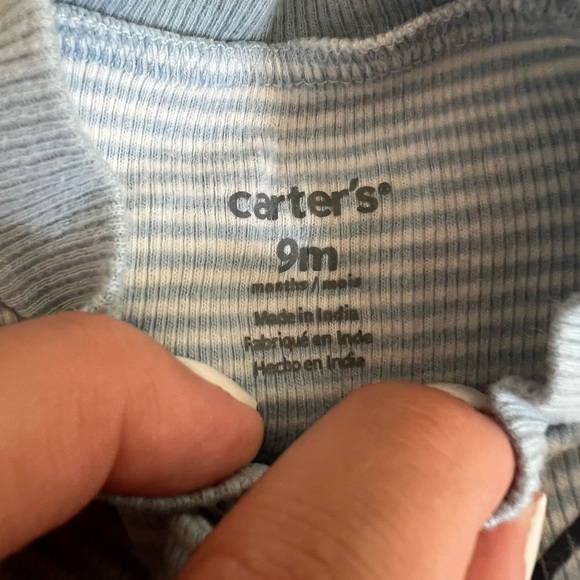 carter's®
9m
months / mois
Made in India
Fabriqué en Inde
Hecho en India